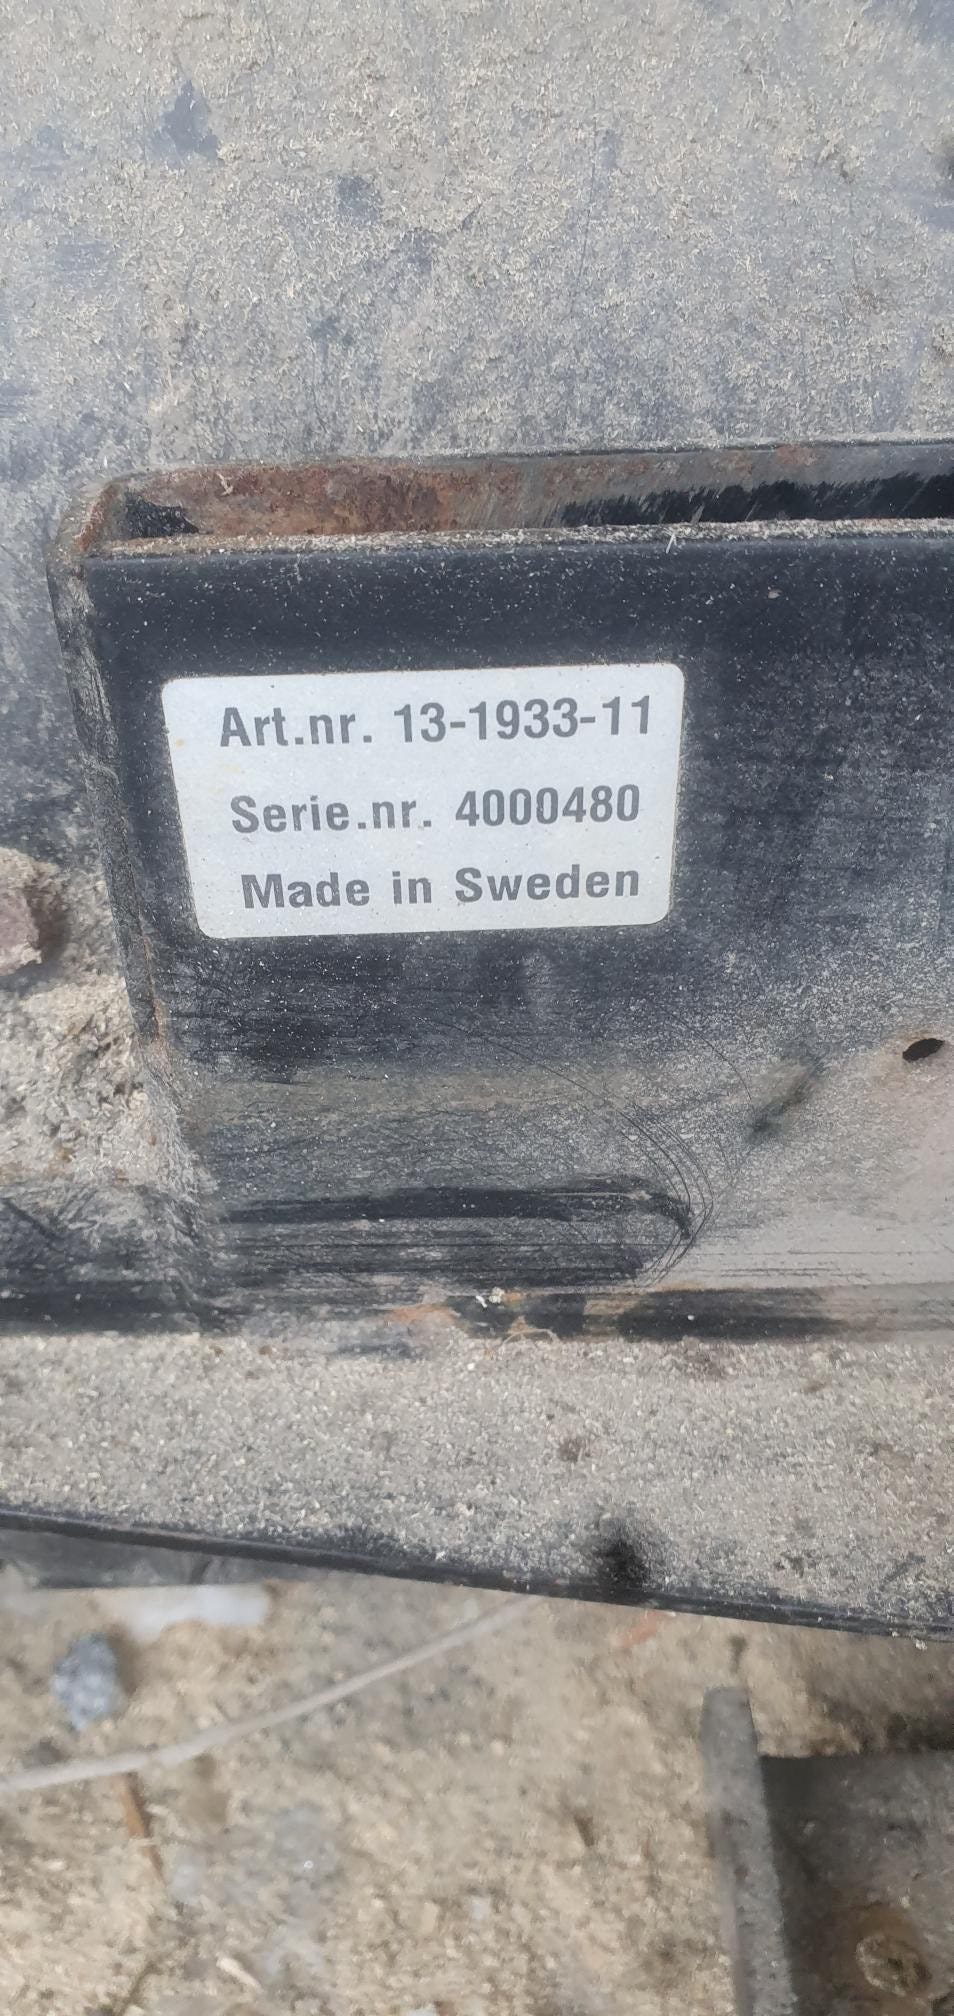 Art.nr. 13-1933-11
Serie.nr. 4000480
Made in Sweden